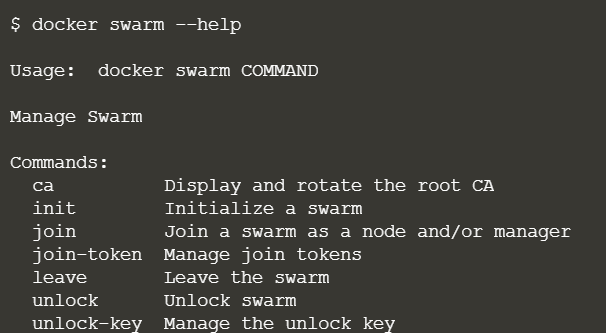 $ docker swarm --help
Usage:  docker swarm COMMAND
Manage Swarm
Commands:
  ca          Display and rotate the root CA
  init        Initialize a swarm
  join        Join a swarm as a node and/or manager
  join-token  Manage join tokens
  leave       Leave the swarm
  unlock      Unlock swarm
  unlock-key  Manage the unlock key